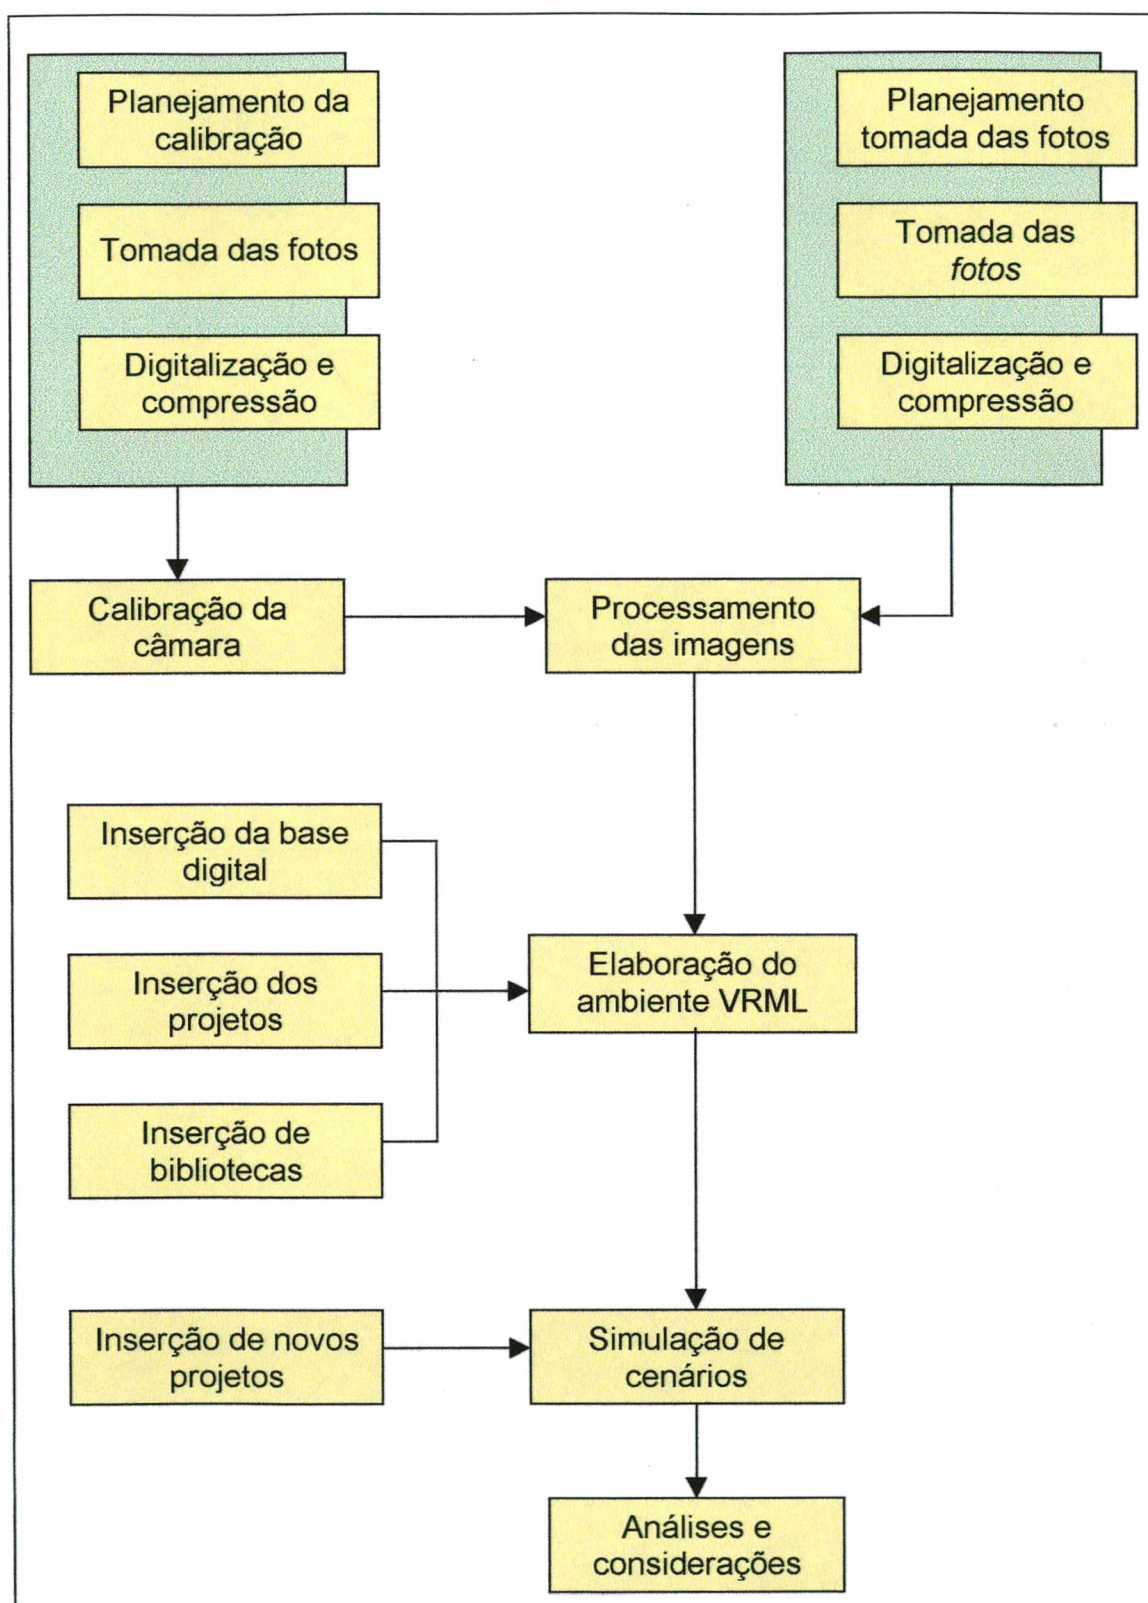 Planejamento da
calibração
Tomada das fotos
Digitalização e
compressão
Planejamento
tomada das fotos
Tomada das
fotos
Digitalização e
compressão
Calibração da
câmara
Processamento
das imagens
Inserção da base
digital
Inserção dos
projetos
Inserção de
bibliotecas
Elaboração do
ambiente VRML
Inserção de novos
projetos
Simulação de
cenários
Análises e
considerações